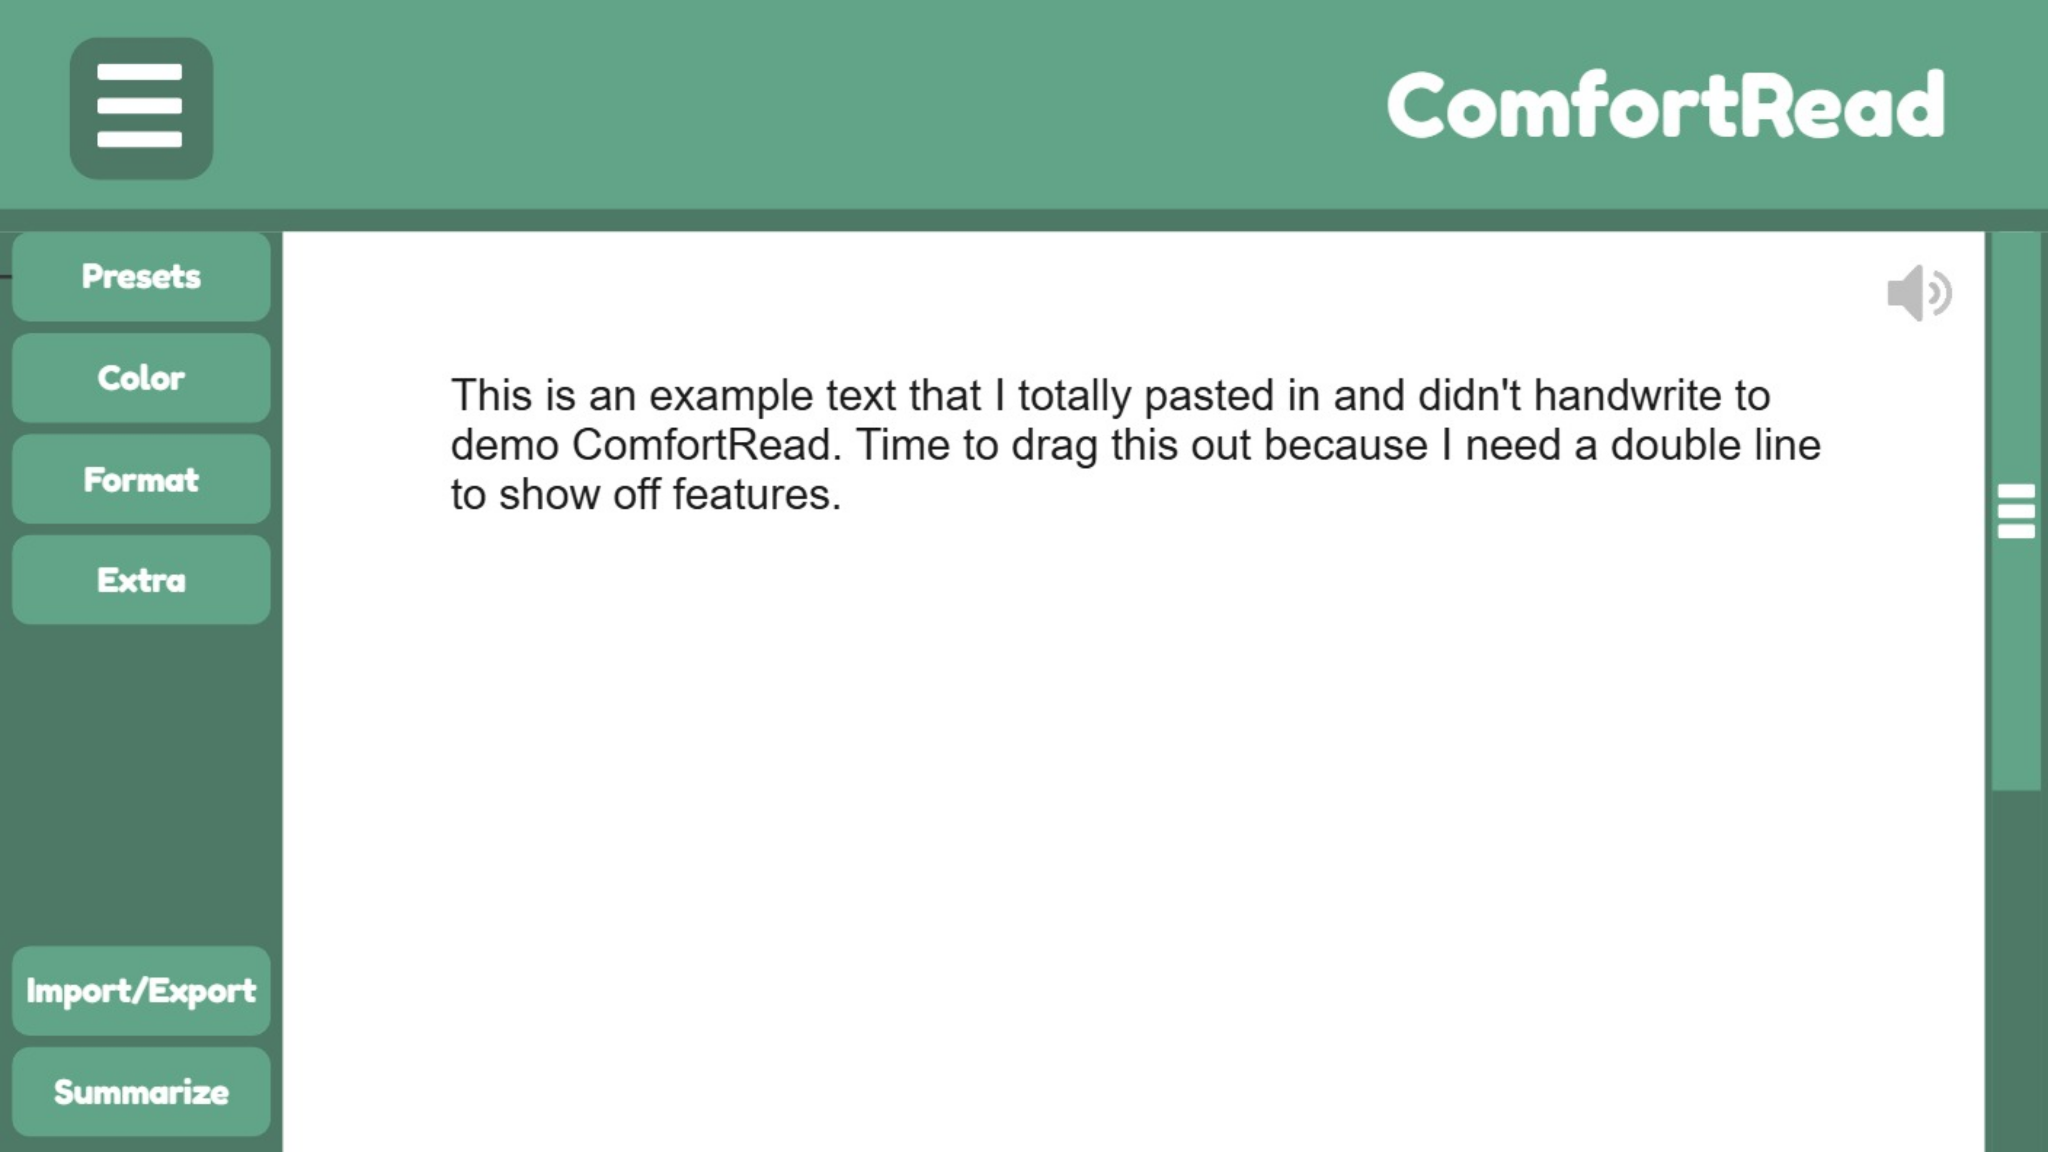 ComfortRead
Presets
Color
Format
Extra
Import/Export
Summarize
This is an example text that I totally pasted in and didn't handwrite to
demo ComfortRead. Time to drag this out because I need a double line
to show off features.